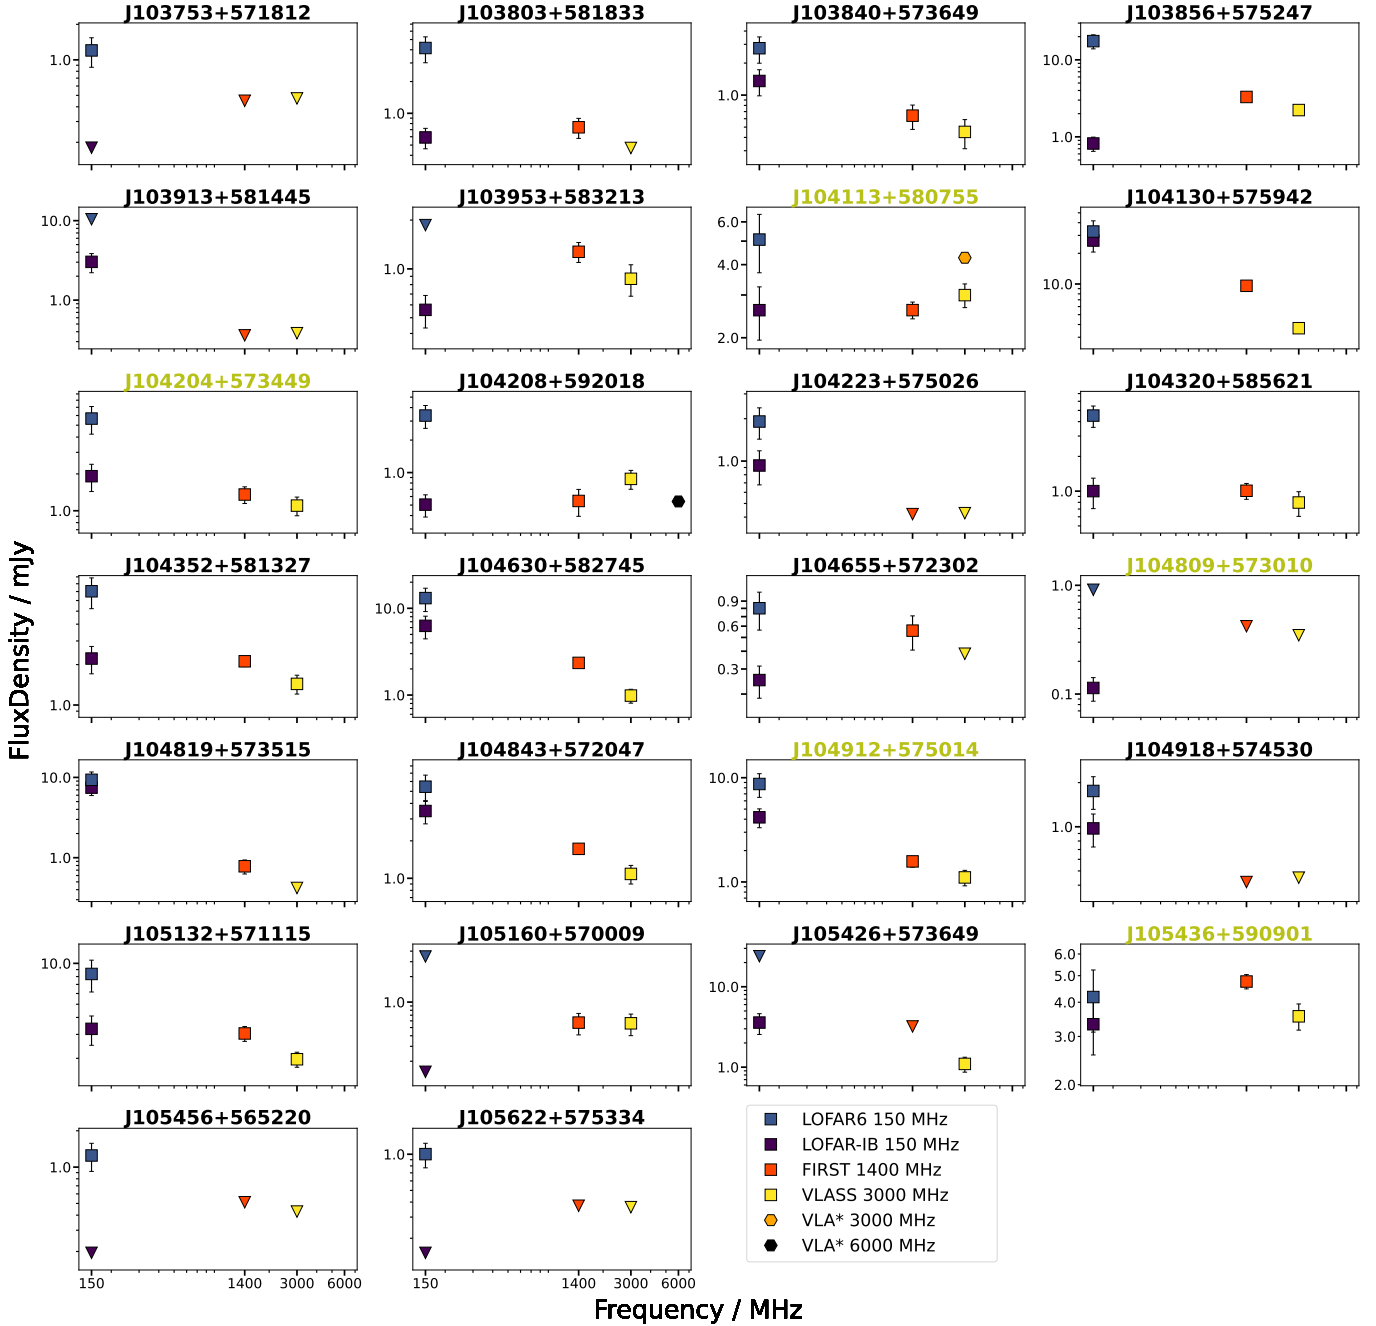 J103753+571812 J103803+581833 J103840+573649 J103856+575247
1.0 1.0 1.0 10.0 1.0
J103913+581445 J103953+583213 J104113+580755 J104130+575942
10.0 1.0 1.0 6.0 4.0 2.0 10.0
J104204+573449 J104208+592018 J104223+575026 J104320+585621
1.0 1.0 1.0 1.0
J104352+581327 J104630+582745 J104655+572302 J104809+573010
1.0 10.0 1.0 0.9 0.6 0.3 1.0 0.1
FluxDensity / mJy
J104819+573515 J104843+572047 J104912+575014 J104918+574530
10.0 1.0 1.0 10.0 1.0 1.0
J105132+571115 J105160+570009 J105426+573649 J105436+590901
10.0 1.0 10.0 1.0 6.0 5.0 4.0 3.0 2.0
J105456+565220 J105622+575334
1.0 1.0
150 1400 3000 6000 150 1400 3000 6000
LOFAR6 150 MHz
LOFAR-IB 150 MHz
FIRST 1400 MHz
VLASS 3000 MHz
VLA* 3000 MHz
VLA* 6000 MHz
Frequency / MHz